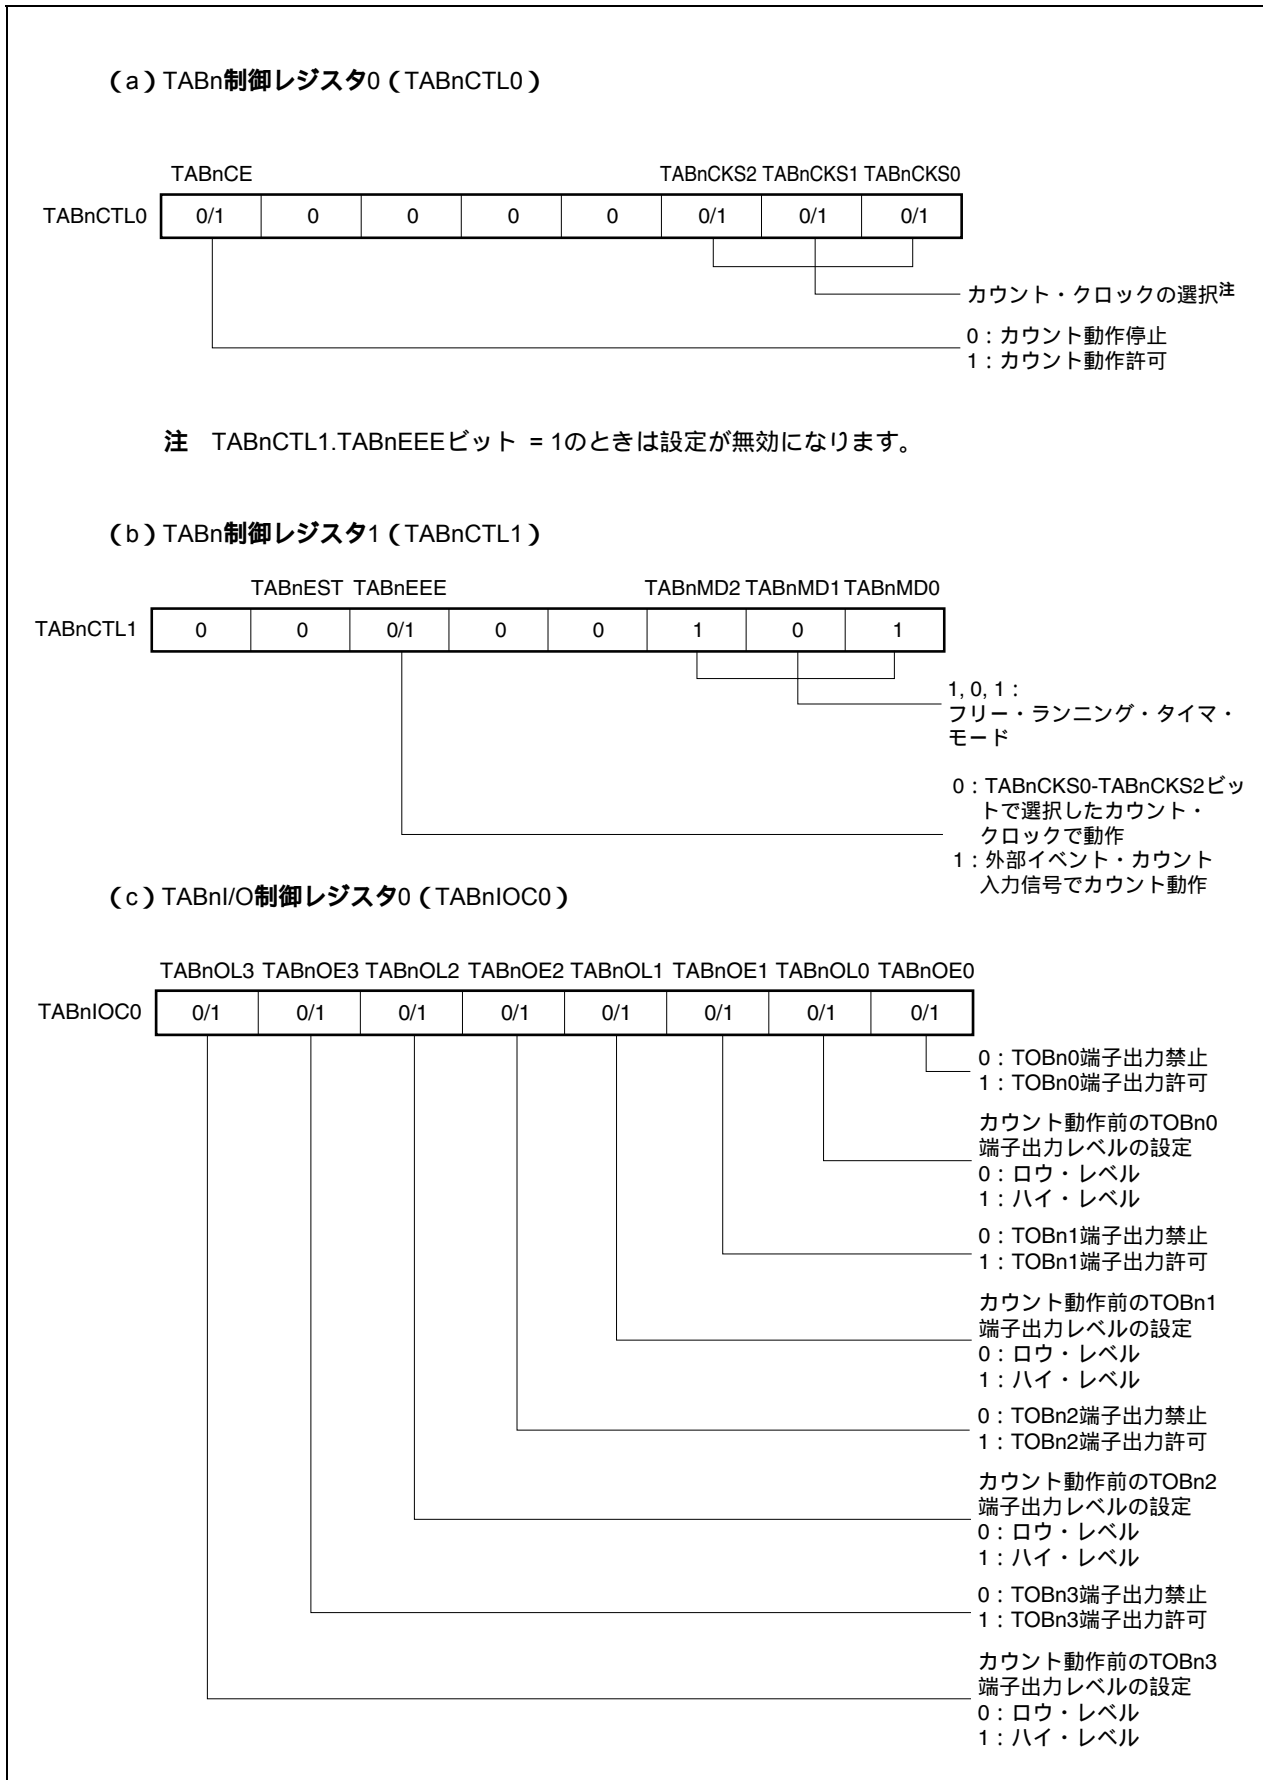 (a)TABn制御レジスタ0(TABnCTL0)
TABnCE TABnCKS2 TABnCKS1 TABnCKS0
TABnCTL0 0/1 0 0 0 0 0/1 0/1 0/1
カウント・クロックの選択注
0:カウント動作停止
1:カウント動作許可
注 TABnCTL1.TABnEEEビット = 1のときは設定が無効になります。
(b)TABn制御レジスタ1(TABnCTL1)
TABnEST TABnEEE TABnMD2 TABnMD1 TABnMD0
TABnCTL1 0 0 0/1 0 0 1 0 1
1, 0, 1:
フリー・ランニング・タイマ・
モード
0:TABnCKS0-TABnCKS2ビッ
トで選択したカウント・
クロックで動作
1:外部イベント・カウント
入力信号でカウント動作
(c)TABnI/O制御レジスタ0(TABnIOC0)
TABnOL3 TABnOE3 TABnOL2 TABnOE2 TABnOL1 TABnOE1 TABnOL0 TABnOE0
TABnIOC0 0/1 0/1 0/1 0/1 0/1 0/1 0/1 0/1
0:TOBn0端子出力禁止
1:TOBn0端子出力許可
カウント動作前のTOBn0
端子出力レベルの設定
0:ロウ・レベル
1:ハイ・レベル
0:TOBn1端子出力禁止
1:TOBn1端子出力許可
カウント動作前のTOBn1
端子出力レベルの設定
0:ロウ・レベル
1:ハイ・レベル
0:TOBn2端子出力禁止
1:TOBn2端子出力許可
カウント動作前のTOBn2
端子出力レベルの設定
0:ロウ・レベル
1:ハイ・レベル
0:TOBn3端子出力禁止
1:TOBn3端子出力許可
カウント動作前のTOBn3
端子出力レベルの設定
0:ロウ・レベル
1:ハイ・レベル